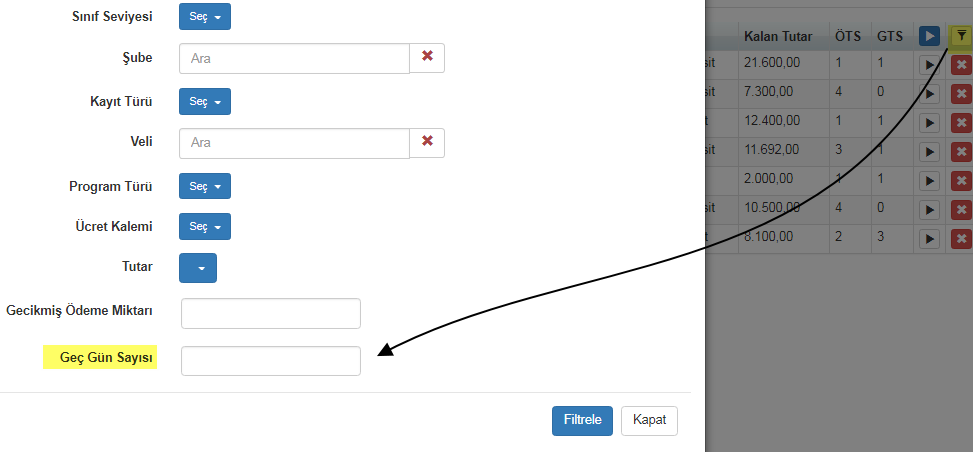 Sınıf Seviyesi Seç
Şube Ara
Kayıt Türü Seç
Veli Ara
Program Türü Seç
Ücret Kalemi Seç
Tutar
Gecikmiş Ödeme Miktarı
Geç Gün Sayısı
Filtrele Kapat
Kalan Tutar ÖTS GTS
sit 21.600,00 1 1
sit 7.300,00 4 0
t 12.400,00 1 1
sit 11.692,00 3 1
2.000,00 1 1
sit 10.500,00 4 0
t 8.100,00 2 3